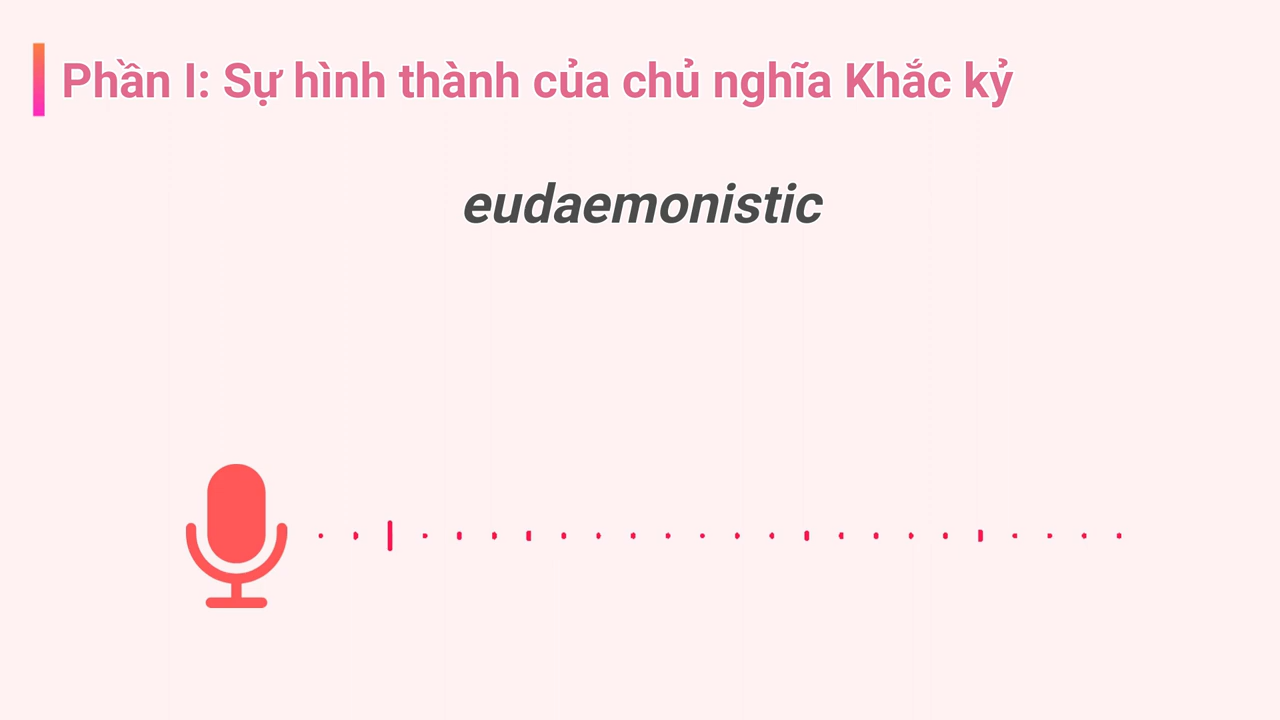 Phần I: Sự hình thành của chủ nghĩa Khắc kỷ
eudaemonistic